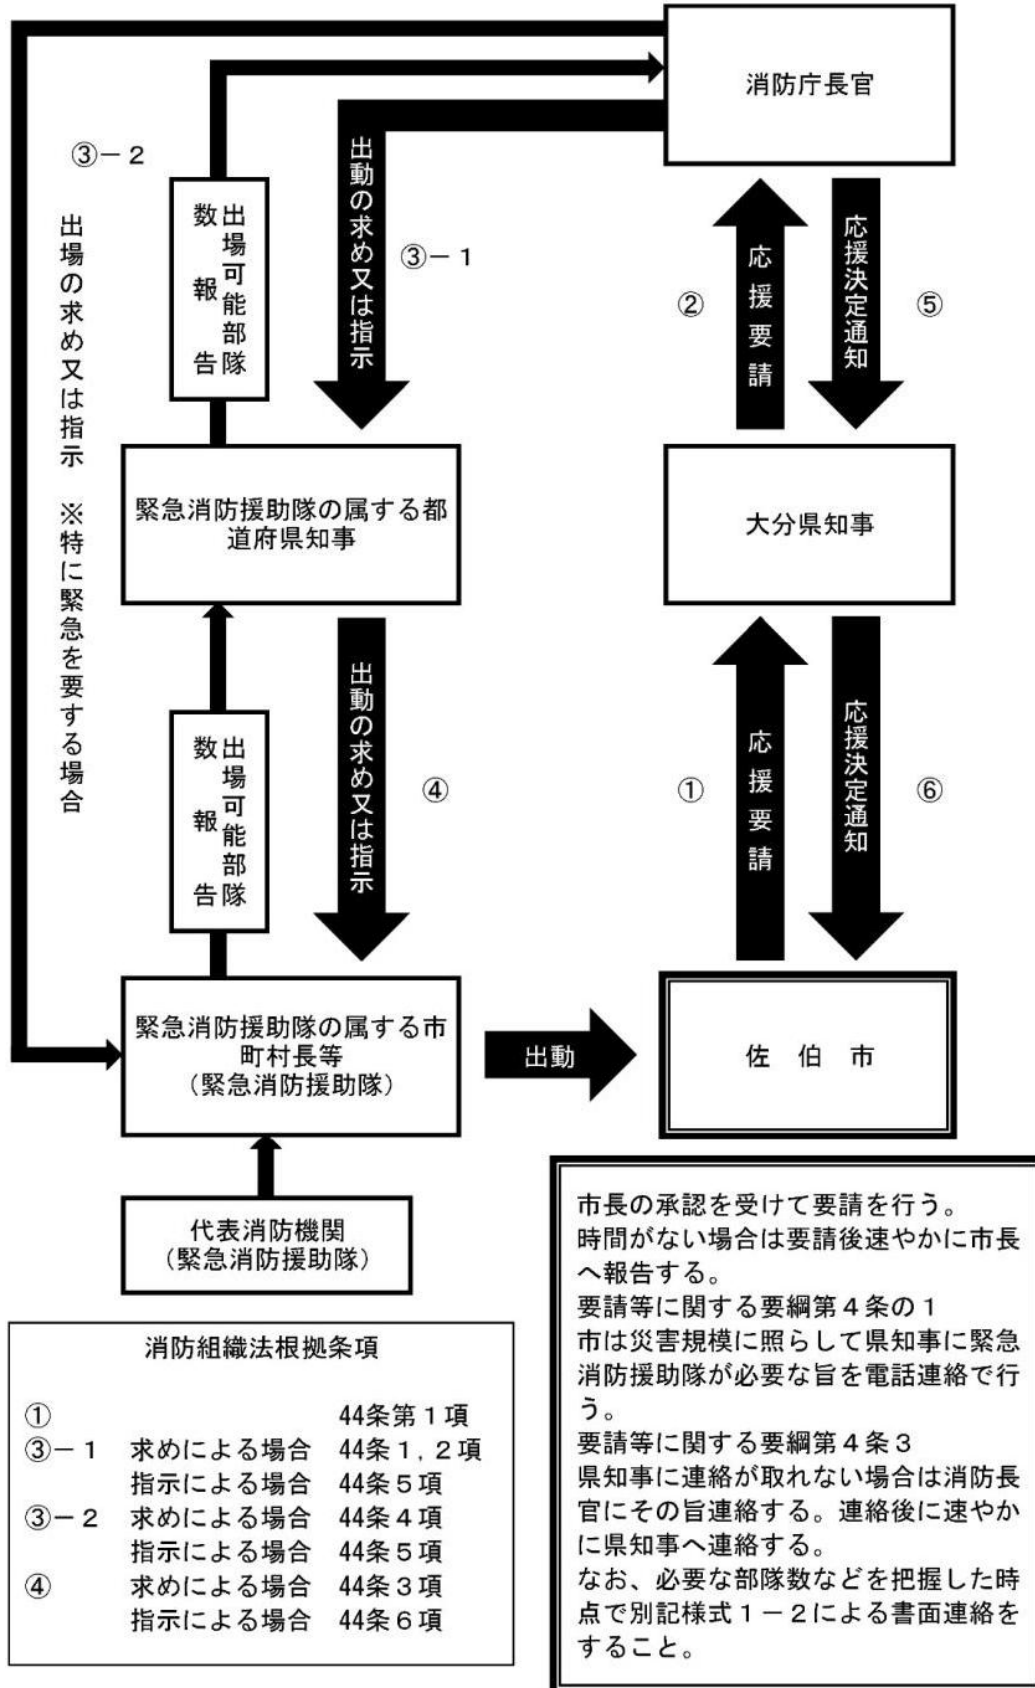 消防庁長官
③－２
出場の求め又は指示　※特に緊急を要する場合
出場可能部隊
数報告
出動の求め又は指示
③－１
②
応援要請
応援決定通知
⑤
緊急消防援助隊の属する都
道府県知事
大分県知事
出場可能部隊
数報告
出動の求め又は指示
④
①
応援要請
応援決定通知
⑥
緊急消防援助隊の属する市
町村長等
（緊急消防援助隊）
出動
佐　伯　市
代表消防機関
（緊急消防援助隊）
消防組織法根拠条項
①　44条第１項
③－１　求めによる場合　44条１,２項
指示による場合　44条５項
③－２　求めによる場合　44条４項
指示による場合　44条５項
④　求めによる場合　44条３項
指示による場合　44条６項
市長の承認を受けて要請を行う。
時間がない場合は要請後速やかに市長
へ報告する。
要請等に関する要綱第４条の１
市は災害規模に照らして県知事に緊急
消防援助隊が必要な旨を電話連絡で行
う。
要請等に関する要綱第４条３
県知事に連絡が取れない場合は消防長
官にその旨連絡する。連絡後に速やか
に県知事へ連絡する。
なお、必要な部隊数などを把握した時
点で別記様式１－２による書面連絡を
すること。